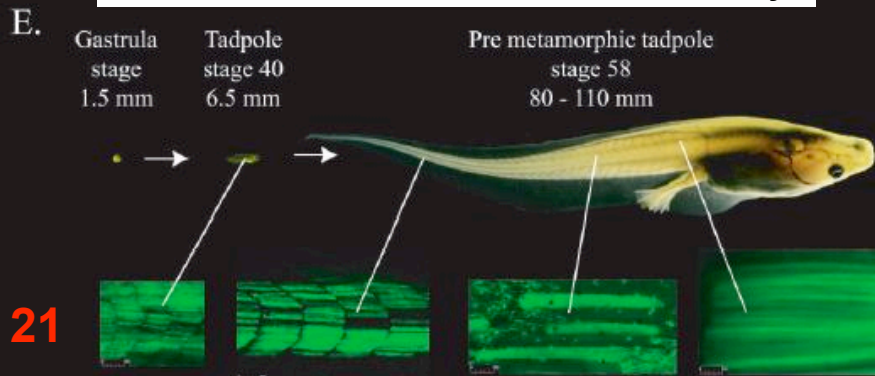 E.
Gastrula
stage
1.5 mm
Tadpole
stage 40
6.5 mm
Pre metamorphic tadpole
stage 58
80 - 110 mm
21